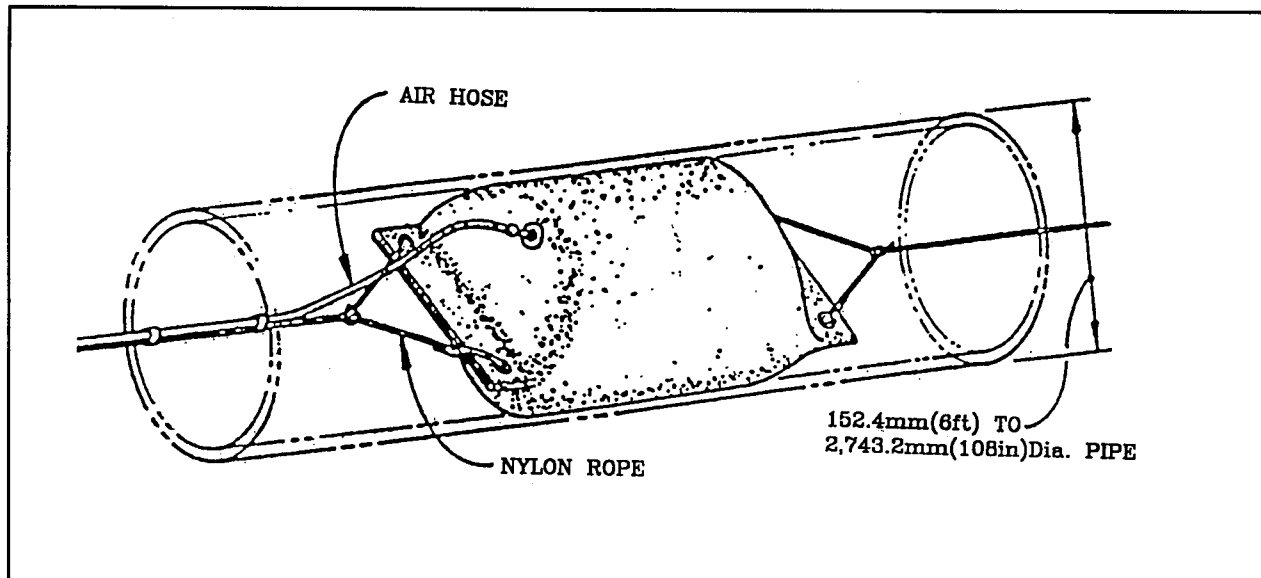 AIR HOSE
NYLON ROPE
152.4mm(6ft) TO
2,743.2mm(108in)Dia. PIPE